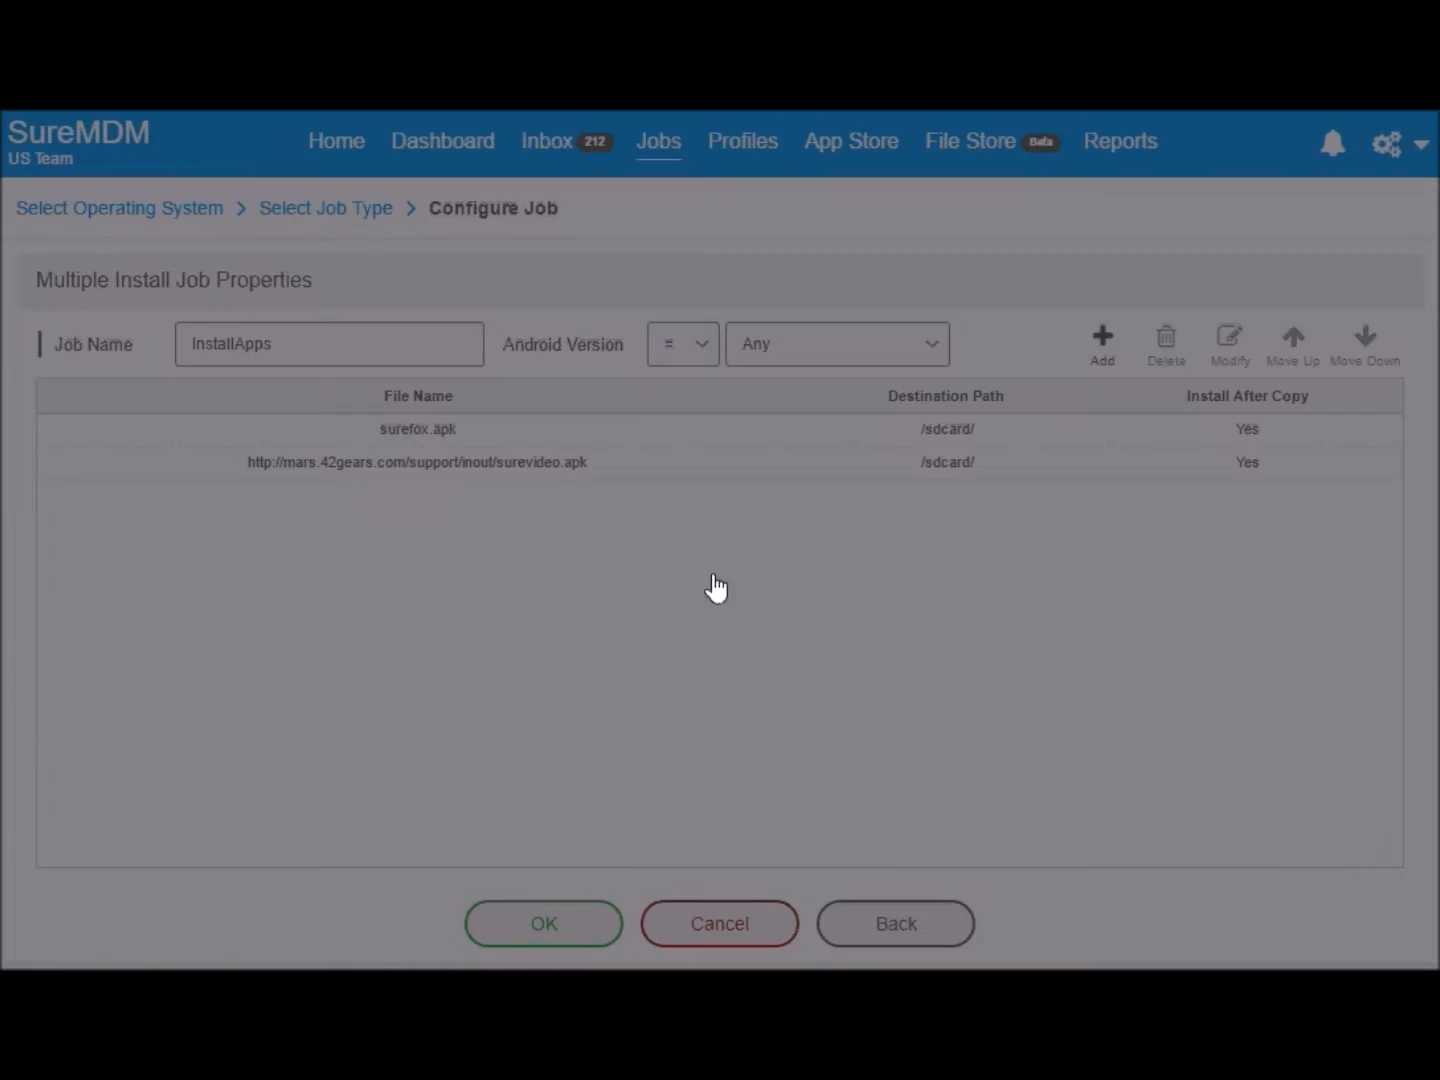 SureMDM
US Team
Home Dashboard Inbox 212 Jobs Profiles App Store File Store Beta Reports
Select Operating System > Select Job Type > Configure Job
Multiple Install Job Properties
Job Name InstallApps Android Version = Any Add Delete Modify Move Up Move Down
File Name Destination Path Install After Copy
surefox.apk /sdcard/ Yes
http://mars.42gears.com/support/inout/surevideo.apk /sdcard/ Yes
OK Cancel Back